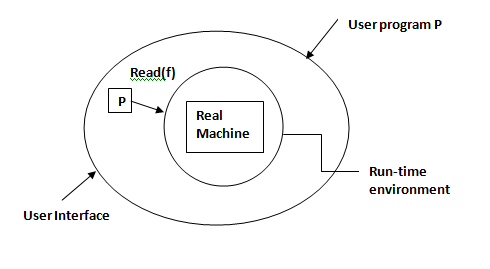 User program P
Read(f)
P
Real
Machine
Run-time
environment
User Interface